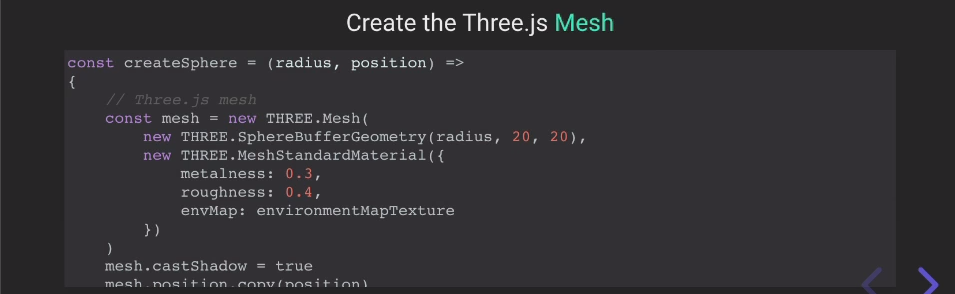 Create the Three.js Mesh
const createSphere = (radius, position) =>
{
    // Three.js mesh
    const mesh = new THREE.Mesh(
        new THREE.SphereBufferGeometry(radius, 20, 20),
        new THREE.MeshStandardMaterial({
            metalness: 0.3,
            roughness: 0.4,
            envMap: environmentMapTexture
        })
    )
    mesh.castShadow = true
    mesh.position.copy(position)